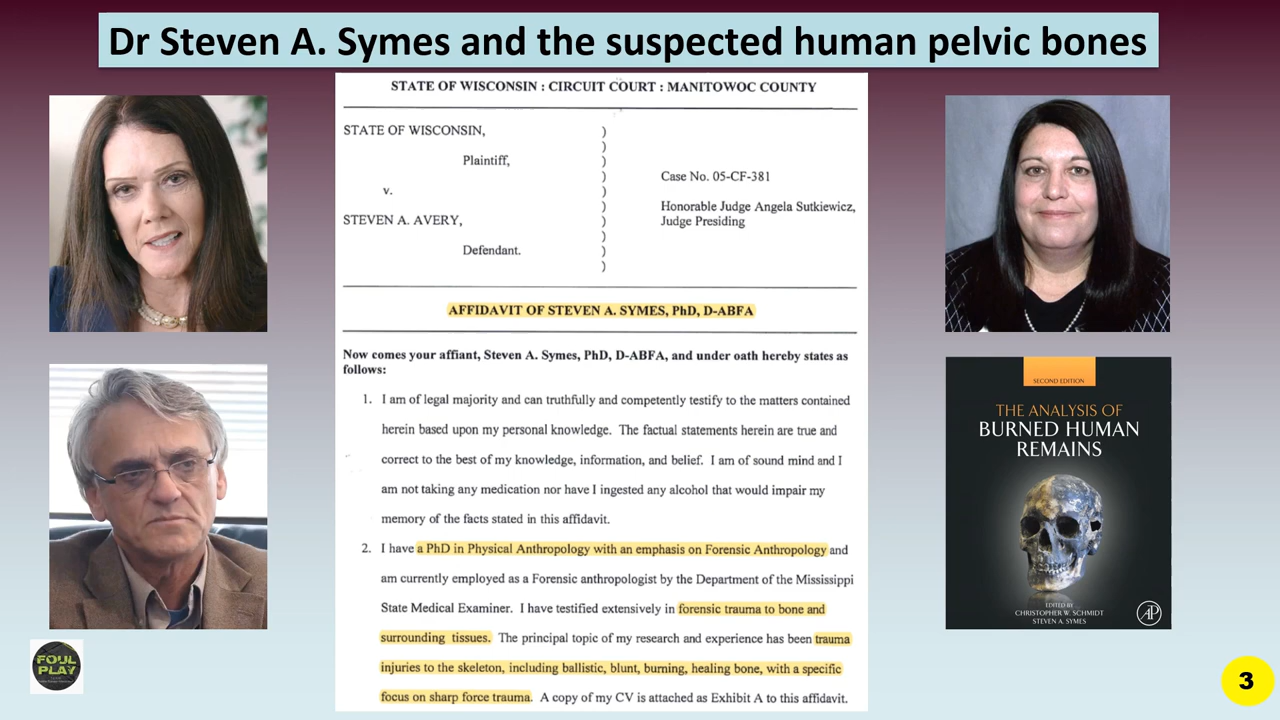 Dr Steven A. Symes and the suspected human pelvic bones
STATE OF WISCONSIN : CIRCUIT COURT : MANITOWOC COUNTY
STATE OF WISCONSIN, )
)
Plaintiff, )
) Case No. 05-CF-381
v. )
) Honorable Judge Angela Sutkiewicz,
STEVEN A. AVERY, ) Judge Presiding
)
Defendant. )
)
AFFIDAVIT OF STEVEN A. SYMES, PhD, D-ABFA
Now comes your affiant, Steven A. Symes, PhD, D-ABFA, and under oath hereby states as
follows:
1. I am of legal majority and can truthfully and competently testify to the matters contained
herein based upon my personal knowledge. The factual statements herein are true and
correct to the best of my knowledge, information, and belief. I am of sound mind and I
am not taking any medication nor have I ingested any alcohol that would impair my
memory of the facts stated in this affidavit.
2. I have a PhD in Physical Anthropology with an emphasis on Forensic Anthropology and
am currently employed as a Forensic anthropologist by the Department of the Mississippi
State Medical Examiner. I have testified extensively in forensic trauma to bone and
surrounding tissues. The principal topic of my research and experience has been trauma
injuries to the skeleton, including ballistic, blunt, burning, healing bone, with a specific
focus on sharp force trauma. A copy of my CV is attached as Exhibit A to this affidavit.
SECOND EDITION
THE ANALYSIS OF
BURNED HUMAN
REMAINS
EDITED BY
CHRISTOPHER W. SCHMIDT
STEVEN A. SYMES
AP
FOUL
PLAY
3